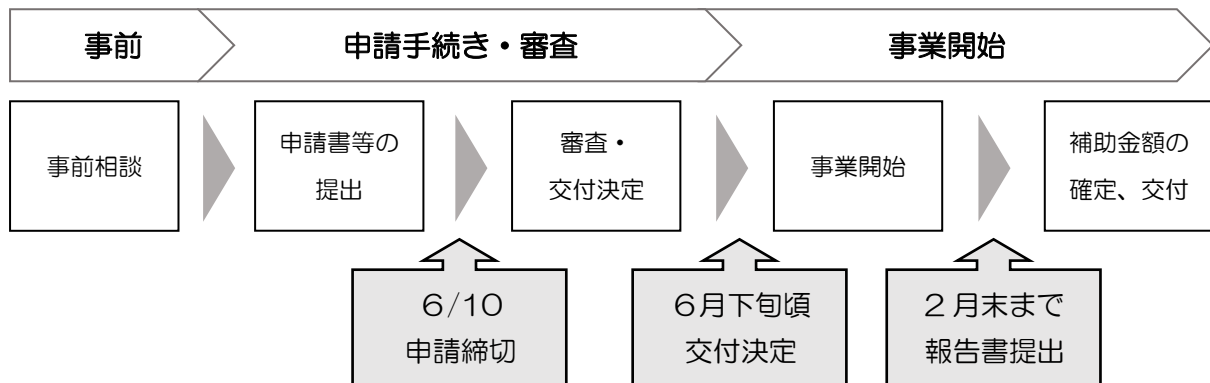 事前
申請手続き・審査
事業開始
事前相談
申請書等の
提出
審査・
交付決定
事業開始
補助金額の
確定、交付
6/10
申請締切
6月下旬頃
交付決定
2月末まで
報告書提出